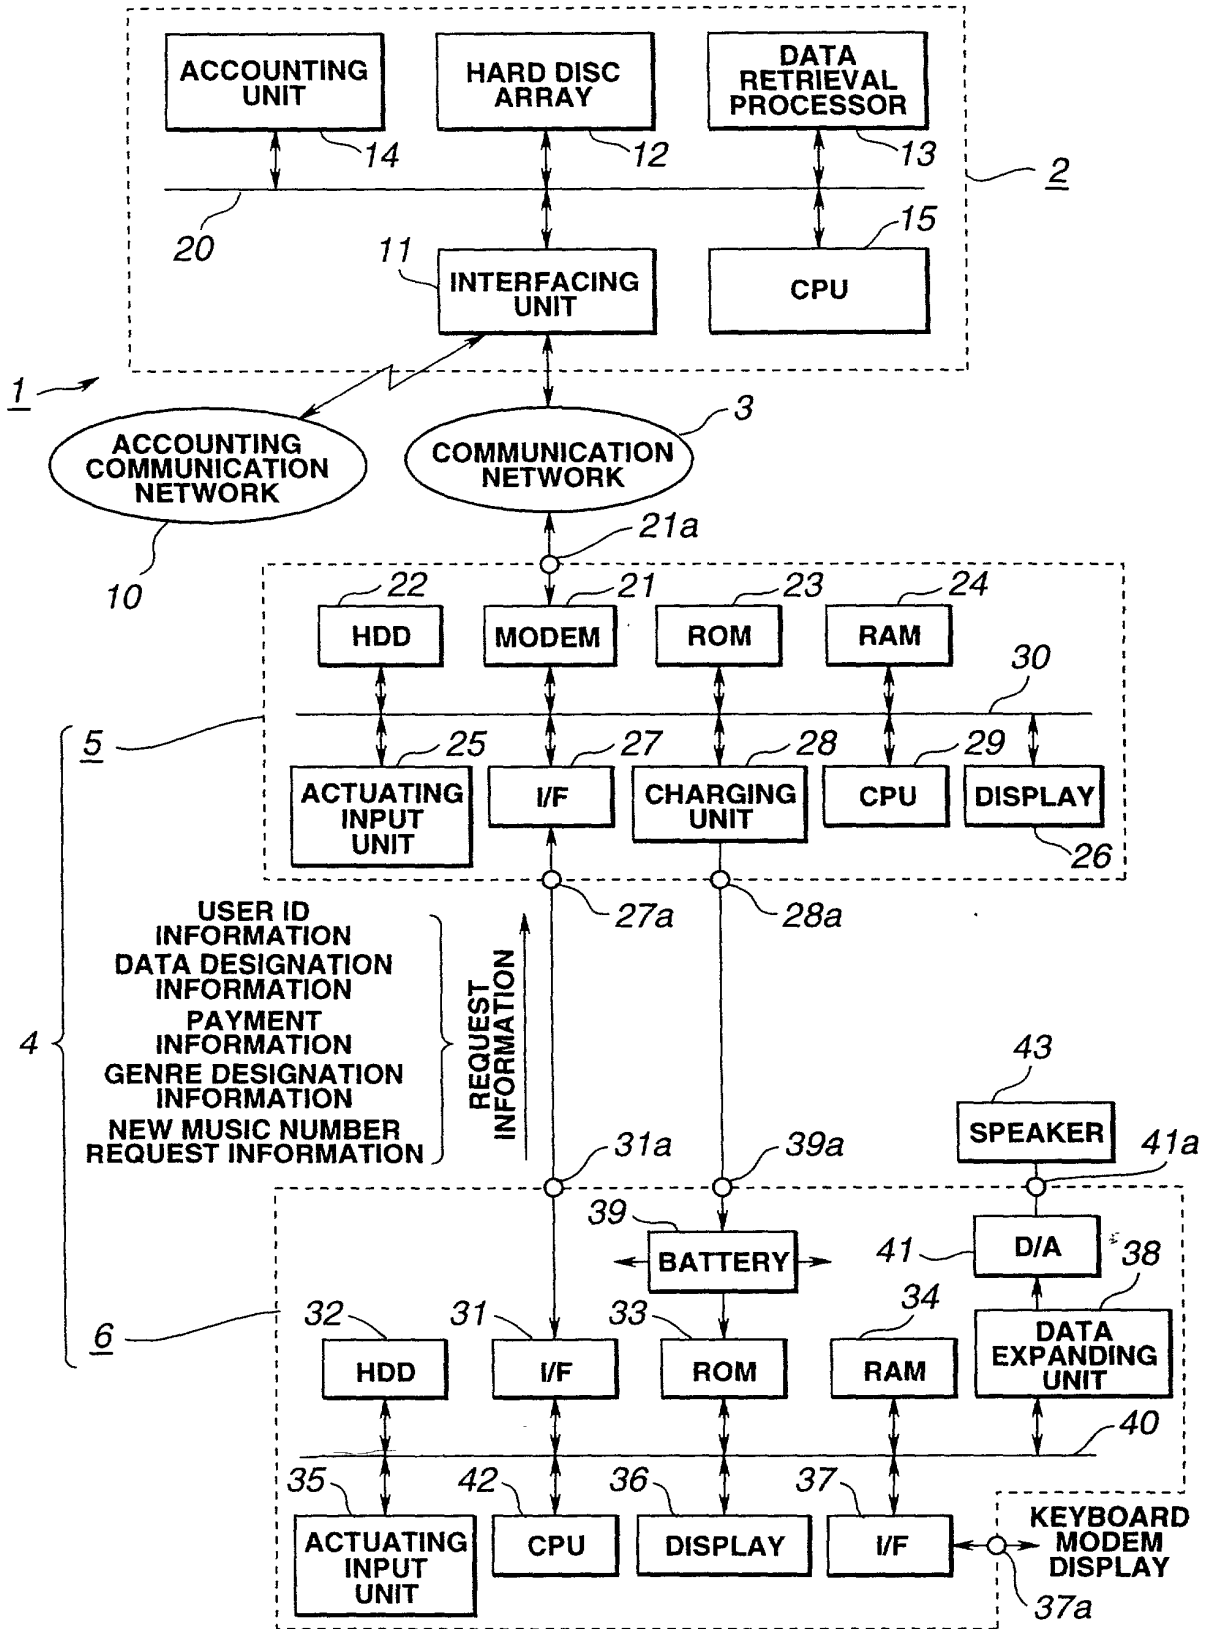 ACCOUNTING
UNIT
14
HARD DISC
ARRAY
12
DATA
RETRIEVAL
PROCESSOR
13
2
20
11
INTERFACING
UNIT
15
CPU
1
ACCOUNTING
COMMUNICATION
NETWORK
10
3
COMMUNICATION
NETWORK
21a
22
HDD
21
MODEM
23
ROM
24
RAM
30
5
25
ACTUATING
INPUT
UNIT
27
I/F
28
CHARGING
UNIT
29
CPU
DISPLAY
26
27a
28a
4
USER ID
INFORMATION
DATA DESIGNATION
INFORMATION
PAYMENT
INFORMATION
GENRE DESIGNATION
INFORMATION
NEW MUSIC NUMBER
REQUEST INFORMATION
REQUEST
INFORMATION
43
SPEAKER
31a
39a
41a
39
BATTERY
41
D/A
38
DATA
EXPANDING
UNIT
6
32
HDD
31
I/F
33
ROM
34
RAM
40
35
ACTUATING
INPUT
UNIT
42
CPU
36
DISPLAY
37
I/F
KEYBOARD
MODEM
DISPLAY
37a